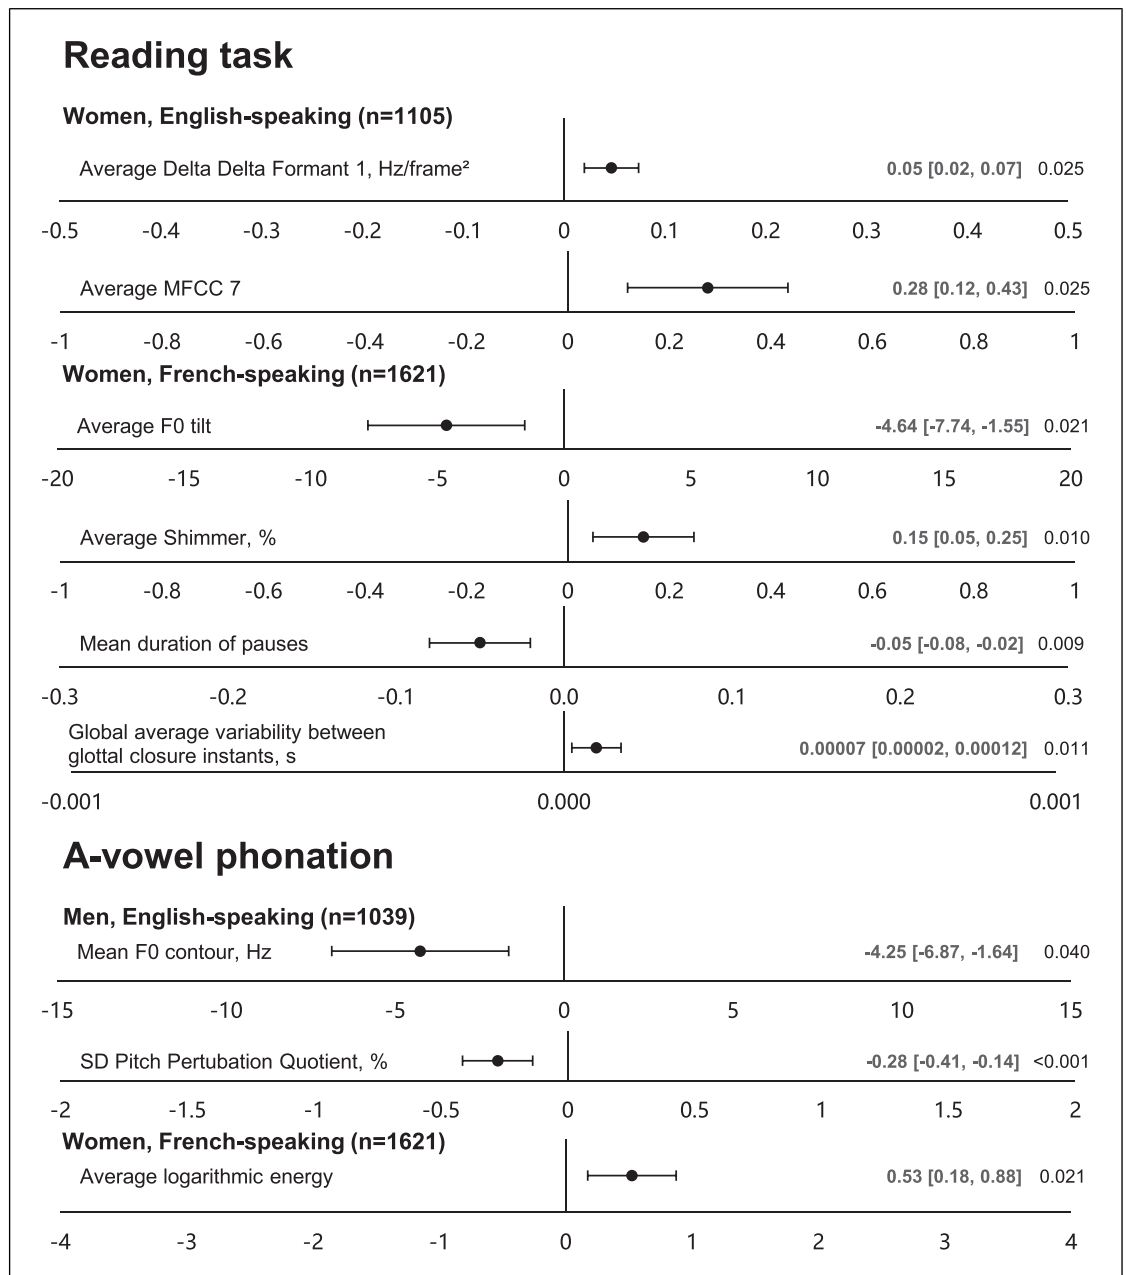 Reading task
Women, English-speaking (n=1105)
Average Delta Delta Formant 1, Hz/frame² 0.05 [0.02, 0.07] 0.025
-0.5 -0.4 -0.3 -0.2 -0.1 0 0.1 0.2 0.3 0.4 0.5
Average MFCC 7 0.28 [0.12, 0.43] 0.025
-1 -0.8 -0.6 -0.4 -0.2 0 0.2 0.4 0.6 0.8 1
Women, French-speaking (n=1621)
Average F0 tilt -4.64 [-7.74, -1.55] 0.021
-20 -15 -10 -5 0 5 10 15 20
Average Shimmer, % 0.15 [0.05, 0.25] 0.010
-1 -0.8 -0.6 -0.4 -0.2 0 0.2 0.4 0.6 0.8 1
Mean duration of pauses -0.05 [-0.08, -0.02] 0.009
-0.3 -0.2 -0.1 0.0 0.1 0.2 0.3
Global average variability between
glottal closure instants, s 0.00007 [0.00002, 0.00012] 0.011
-0.001 0.000 0.001
A-vowel phonation
Men, English-speaking (n=1039)
Mean F0 contour, Hz -4.25 [-6.87, -1.64] 0.040
-15 -10 -5 0 5 10 15
SD Pitch Pertubation Quotient, % -0.28 [-0.41, -0.14] <0.001
-2 -1.5 -1 -0.5 0 0.5 1 1.5 2
Women, French-speaking (n=1621)
Average logarithmic energy 0.53 [0.18, 0.88] 0.021
-4 -3 -2 -1 0 1 2 3 4